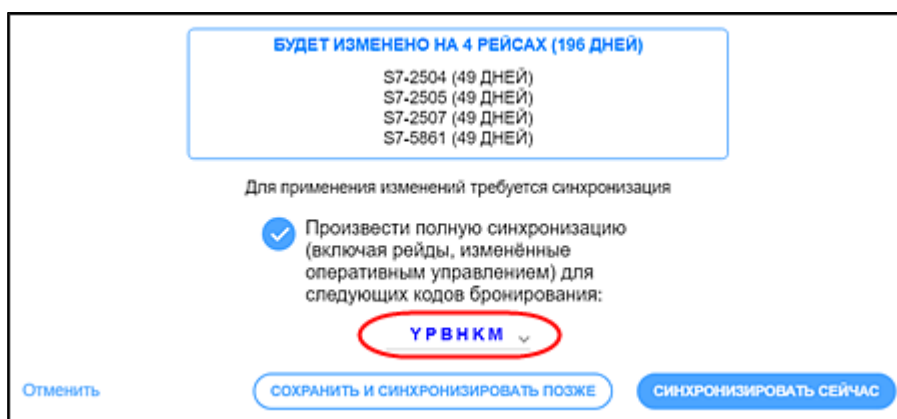 БУДЕТ ИЗМЕНЕНО НА 4 РЕЙСАХ (196 ДНЕЙ)
S7-2504 (49 ДНЕЙ)
S7-2505 (49 ДНЕЙ)
S7-2507 (49 ДНЕЙ)
S7-5861 (49 ДНЕЙ)
Для применения изменений требуется синхронизация
Произвести полную синхронизацию
(включая рейды, изменённые
оперативным управлением) для
следующих кодов бронирования:
Y P B H K M
Отменить
СОХРАНИТЬ И СИНХРОНИЗИРОВАТЬ ПОЗЖЕ
СИНХРОНИЗИРОВАТЬ СЕЙЧАС